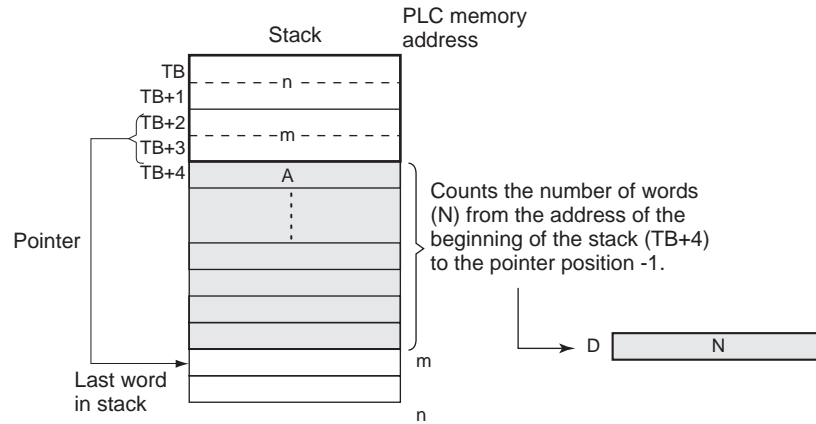 PLC memory
address
Stack
TB
n
TB+1
TB+2
m
TB+3
TB+4
A
Pointer
Counts the number of words
(N) from the address of the
beginning of the stack (TB+4)
to the pointer position -1.
D
N
m
Last word
in stack
n